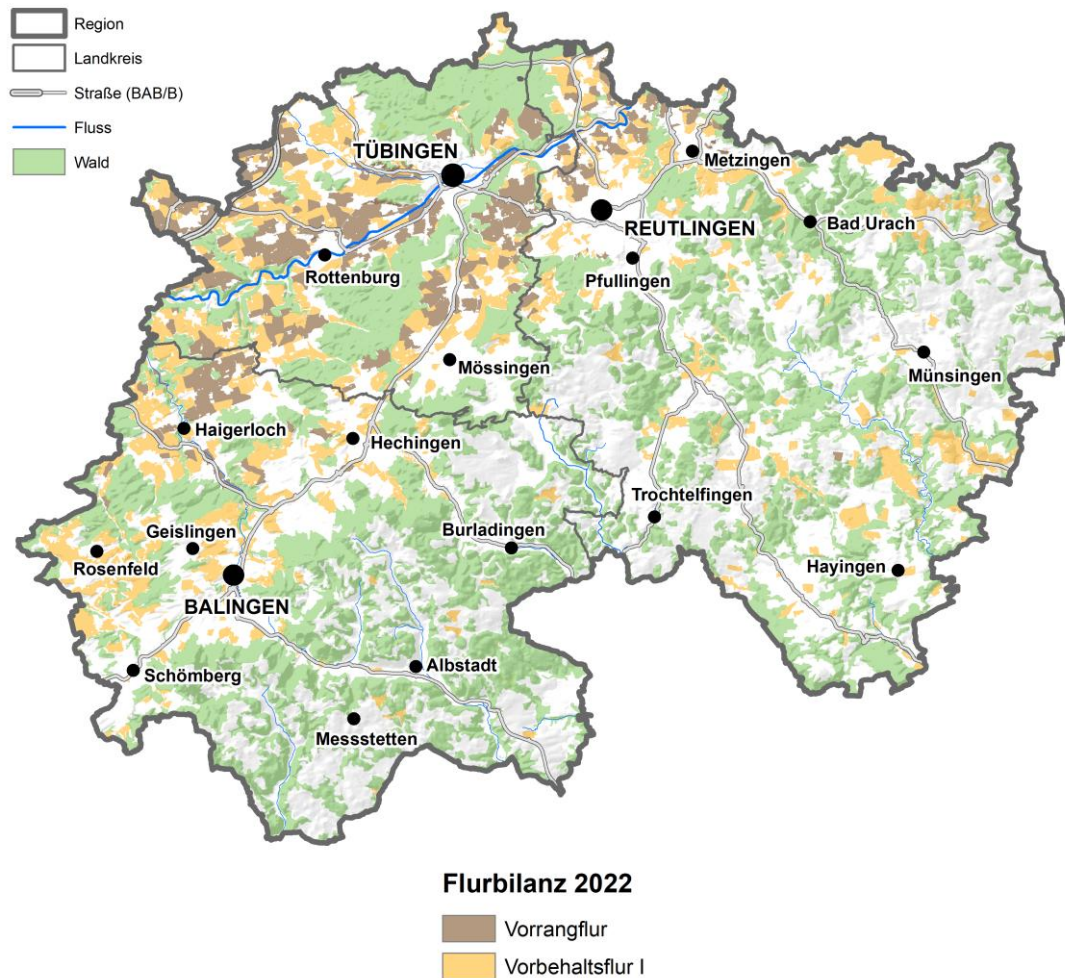 Region
Landkreis
Straße (BAB/B)
Fluss
Wald
TÜBINGEN
Metzingen
REUTLINGEN
Bad Urach
Rottenburg
Pfullingen
Mössingen
Münsingen
Haigerloch
Hechingen
Trochtelfingen
Geislingen
Burladingen
Rosenfeld
Hayingen
BALINGEN
Albstadt
Schömberg
Messstetten
Flurbilanz 2022
Vorrangflur
Vorbehaltsflur I